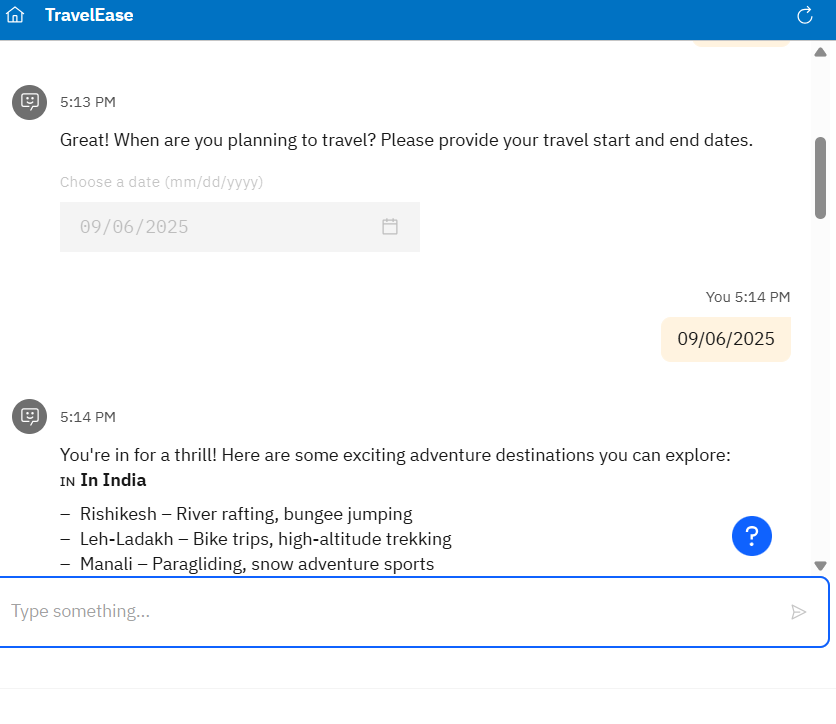 TravelEase
5:13 PM
Great! When are you planning to travel? Please provide your travel start and end dates.
Choose a date (mm/dd/yyyy)
09/06/2025
You 5:14 PM
09/06/2025
5:14 PM
You're in for a thrill! Here are some exciting adventure destinations you can explore:
IN In India
– Rishikesh – River rafting, bungee jumping
– Leh-Ladakh – Bike trips, high-altitude trekking
– Manali – Paragliding, snow adventure sports
?
Type something...